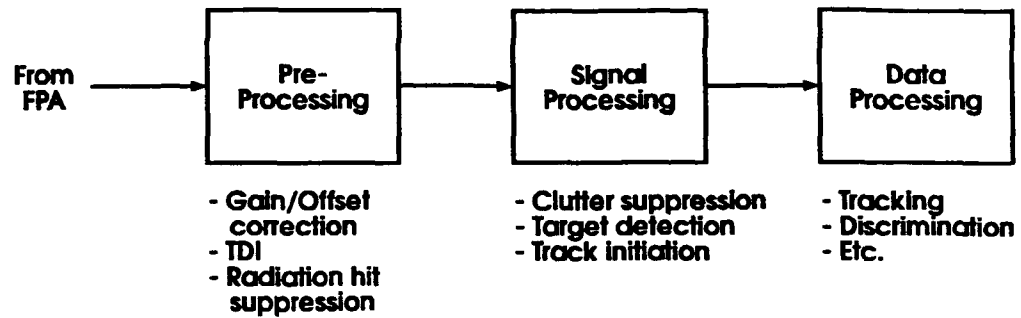 From
FPA
Pre-
Processing
Signal
Processing
Data
Processing
- Gain/Offset
correction
- TDI
- Radiation hit
suppression
- Clutter suppression
- Target detection
- Track initiation
- Tracking
- Discrimination
- Etc.